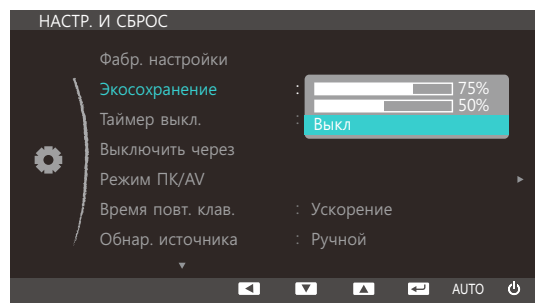 НАСТР. И СБРОС
Фабр. настройки
Экосохранение :
75%
50%
Выкл
Таймер выкл. :
Выключить через
Режим ПК/AV
Время повт. клав. : Ускорение
Обнар. источника : Ручной
AUTO